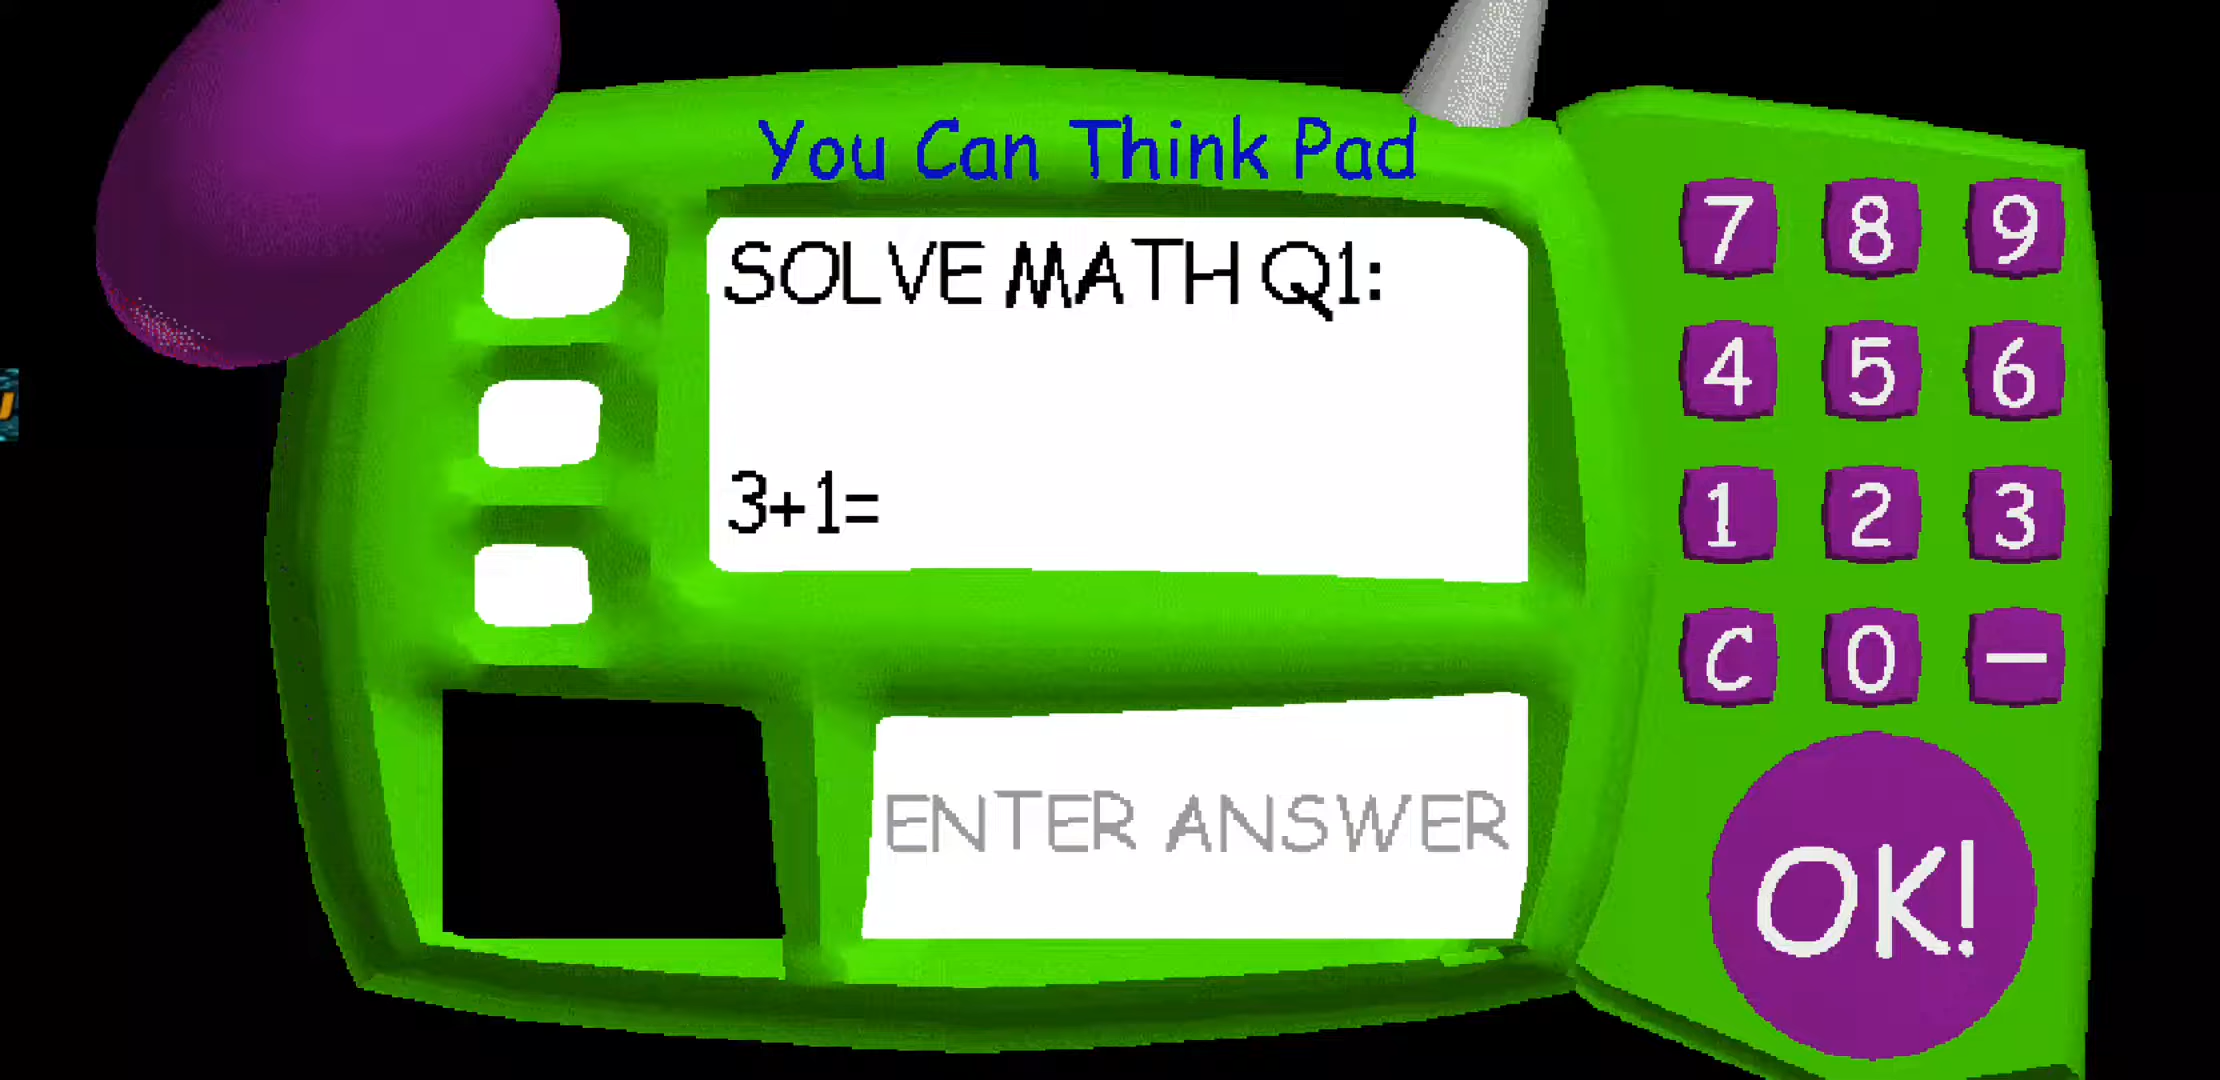 You Can Think Pad
SOLVE MATH Q1:
3+1=
ENTER ANSWER
7 8 9
4 5 6
1 2 3
C 0 —
OK!